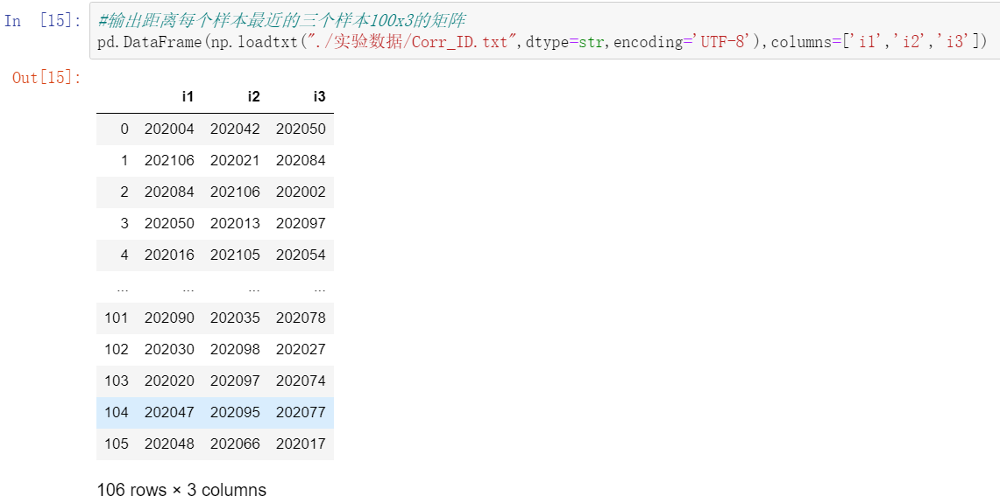 In [15]: #输出距离每个样本最近的三个样本100x3的矩阵
pd.DataFrame(np.loadtxt("./实验数据/Corr_ID.txt",dtype=str,encoding='UTF-8'),columns=['i1','i2','i3'])
Out[15]:
i1 i2 i3
0 202004 202042 202050
1 202106 202021 202084
2 202084 202106 202002
3 202050 202013 202097
4 202016 202105 202054
... ... ... ...
101 202090 202035 202078
102 202030 202098 202027
103 202020 202097 202074
104 202047 202095 202077
105 202048 202066 202017
106 rows × 3 columns